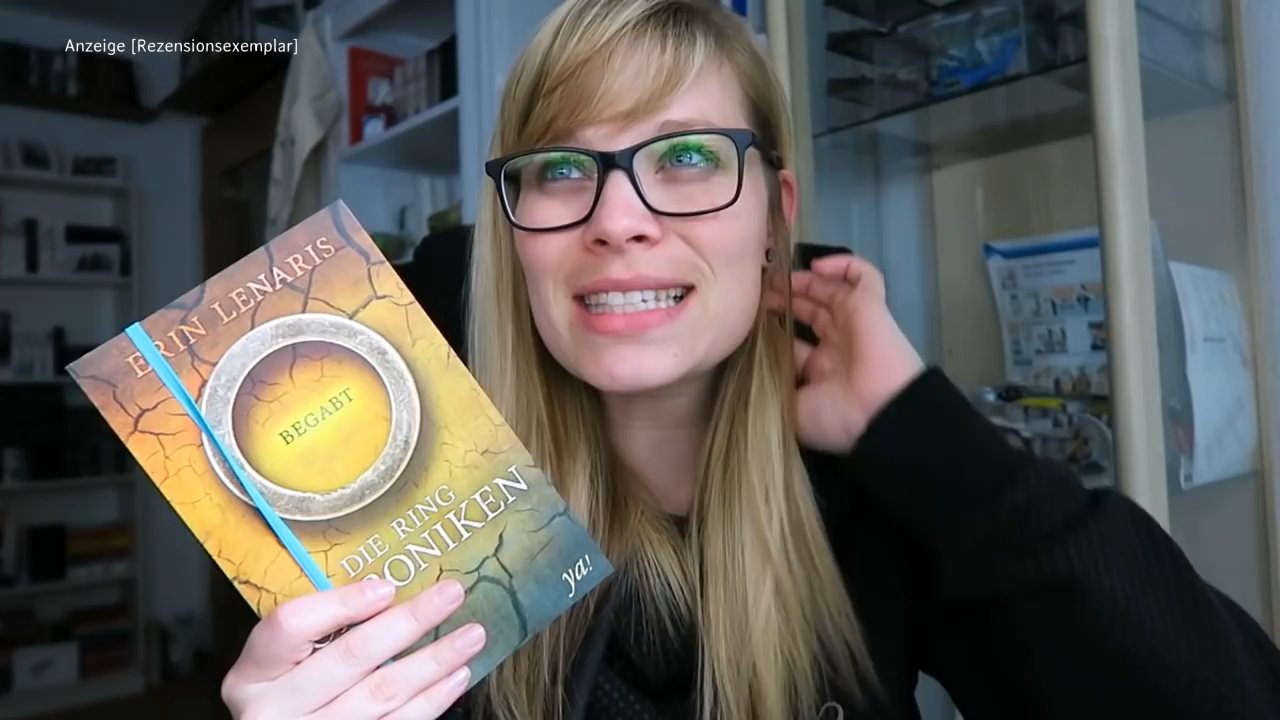 Anzeige [Rezensionsexemplar]
ERIN LENARIS
BEGABT
DIE RING
RONIKEN
ya!